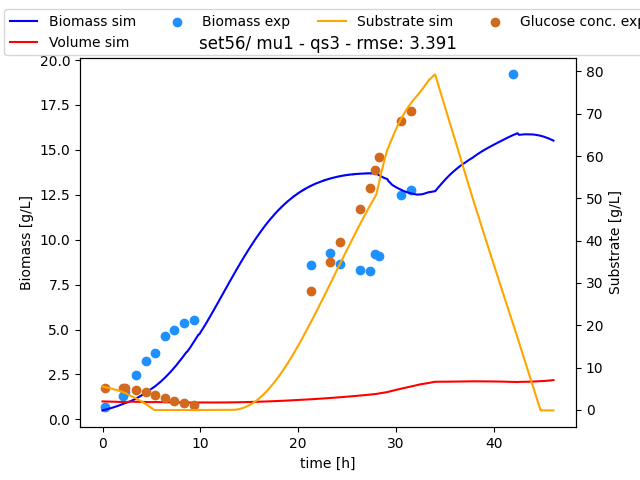 Biomass sim Biomass exp Substrate sim Glucose conc. exp
Volume sim
set56/ mu1 - qs3 - rmse: 3.391
20.0
17.5
15.0
12.5
10.0
7.5
5.0
2.5
0.0
Biomass [g/L]
80
70
60
50
40
30
20
10
0
Substrate [g/L]
0 10 20 30 40
time [h]